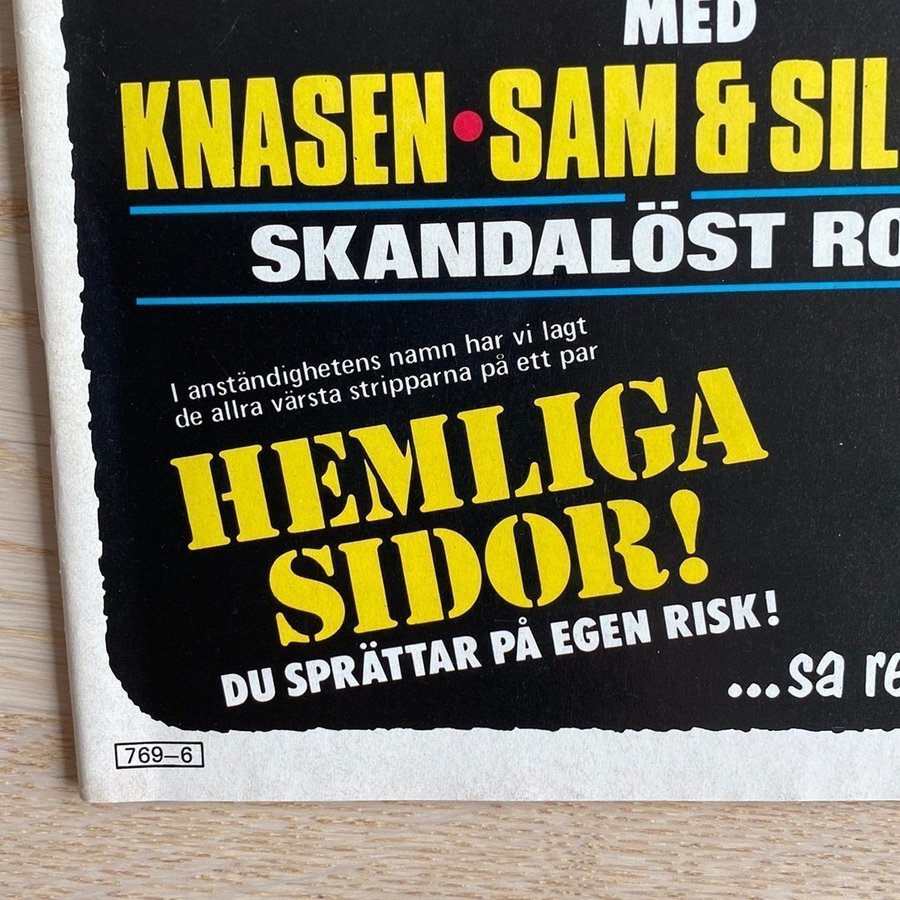 MED
KNASEN • SAM & SIL
SKANDALÖST RO
I anständighetens namn har vi lagt
de allra värsta stripparna på ett par
HEMLIGA
SIDOR!
DU SPRÄTTAR PÅ EGEN RISK!
...sa re
769–6